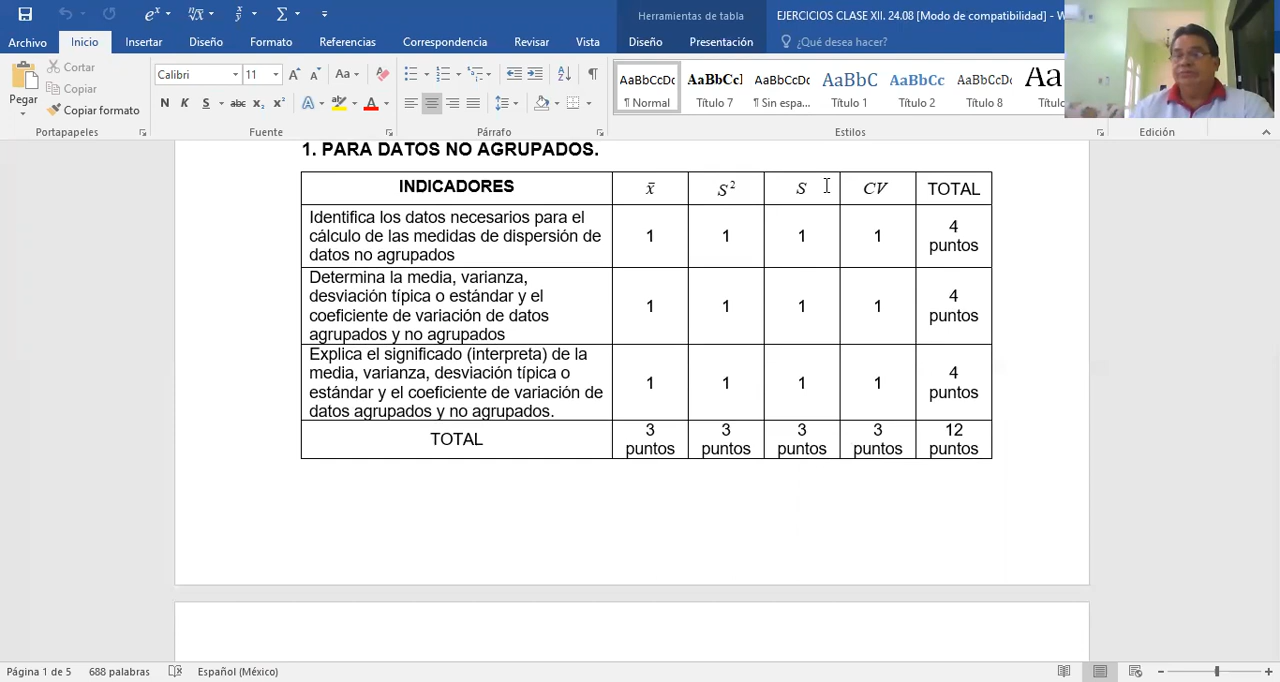 Herramientas de tabla
EJERCICIOS CLASE XII. 24.08 [Modo de compatibilidad] - W
Archivo Inicio Insertar Diseño Formato Referencias Correspondencia Revisar Vista Diseño Presentación ¿Qué desea hacer?
Pegar
Cortar
Copiar
Copiar formato
Portapapeles
Calibri 11
N K S abc x₂ x²
Fuente
Párrafo
AaBbCcDc AaBbCcl AaBbCcDc AaBbC AaBbCc AaBbCcDc Aa
¶ Normal Título 7 ¶ Sin espa... Título 1 Título 2 Título 8 Título
Estilos
Edición
1. PARA DATOS NO AGRUPADOS.
INDICADORES x̄ S² S CV TOTAL
Identifica los datos necesarios para el
cálculo de las medidas de dispersión de
datos no agrupados
1 1 1 1 4
puntos
Determina la media, varianza,
desviación típica o estándar y el
coeficiente de variación de datos
agrupados y no agrupados
1 1 1 1 4
puntos
Explica el significado (interpreta) de la
media, varianza, desviación típica o
estándar y el coeficiente de variación de
datos agrupados y no agrupados.
1 1 1 1 4
puntos
TOTAL
3 3 3 3 12
puntos puntos puntos puntos puntos
Página 1 de 5 688 palabras Español (México)